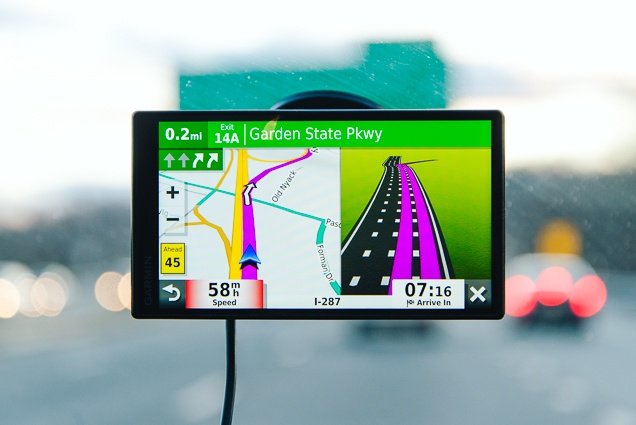 0.2mi
Exit
14A
Garden State Pkwy
Old Nyack
Pasc
Forman Dr
+
−
Ahead
45
58 m/h
Speed
I-287
07:16
Arrive In
GARMIN